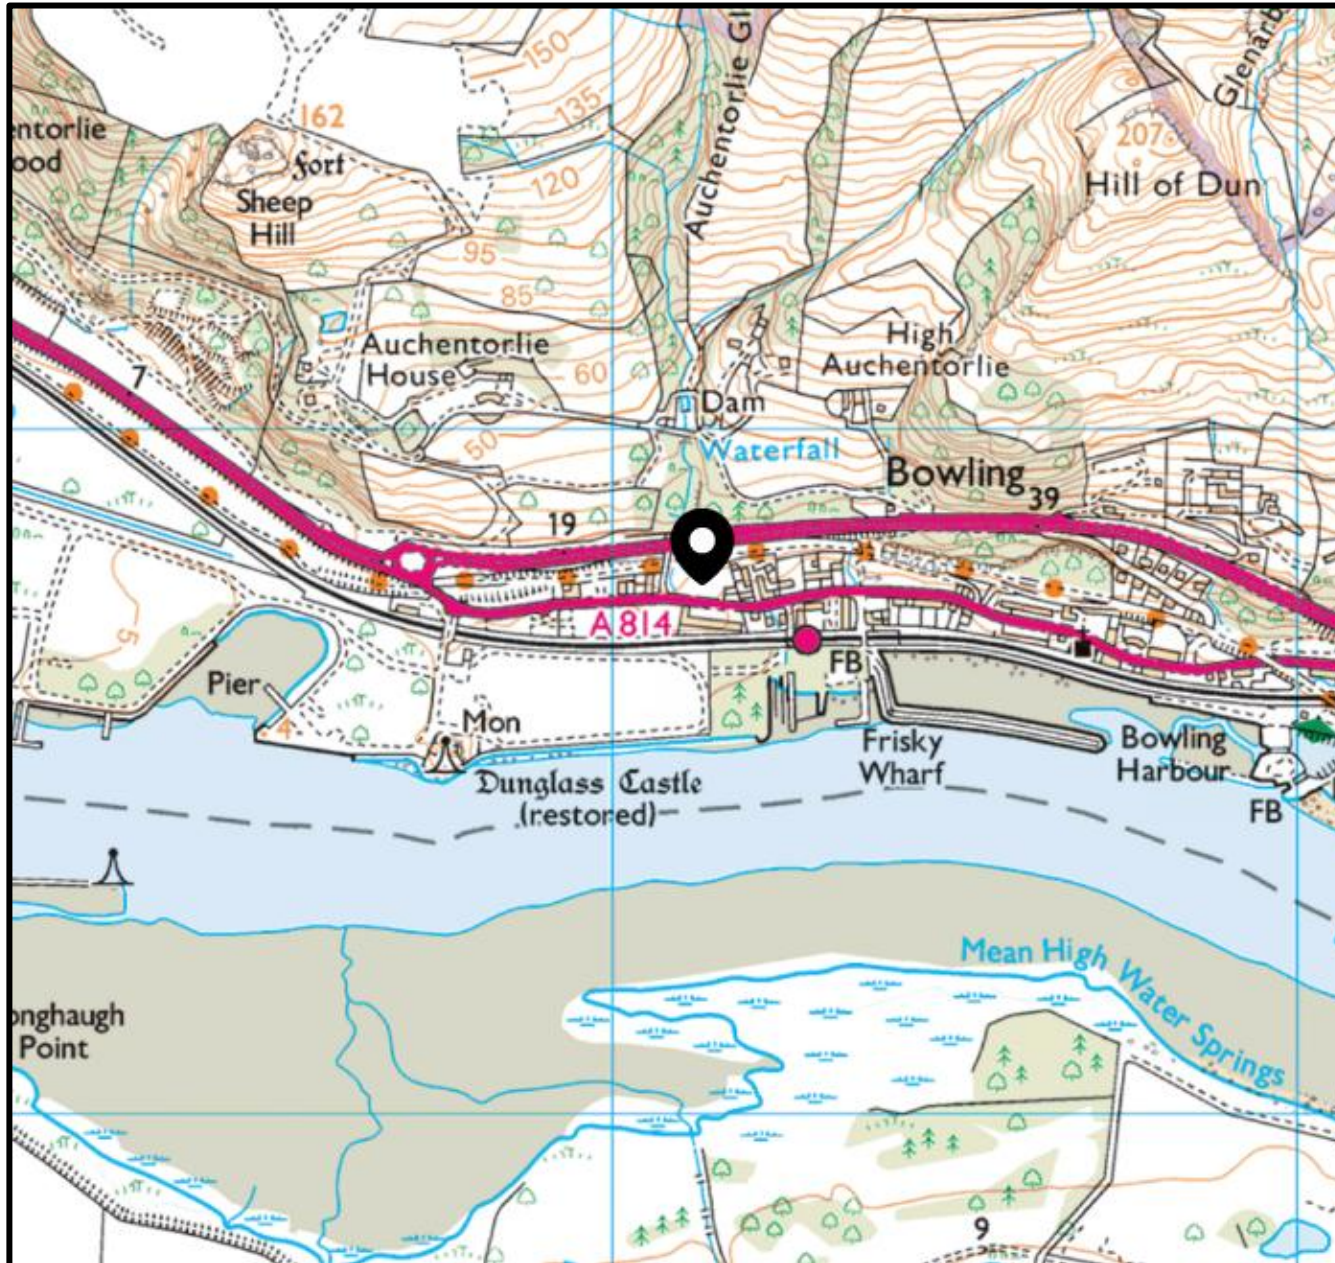 150
135
120
162
Fort
Sheep
Hill
entorlie
ood
Auchentorlie Gl
Glenarb
207
Hill of Dun
95
85
60
50
Auchentorlie
House
High
Auchentorlie
Dam
Waterfall
Bowling
7
19
39
A 814
5
Pier
4
Mon
FB
Dunglass Castle
(restored)
Frisky
Wharf
Bowling
Harbour
FB
Mean High Water Springs
onghaugh
Point
9